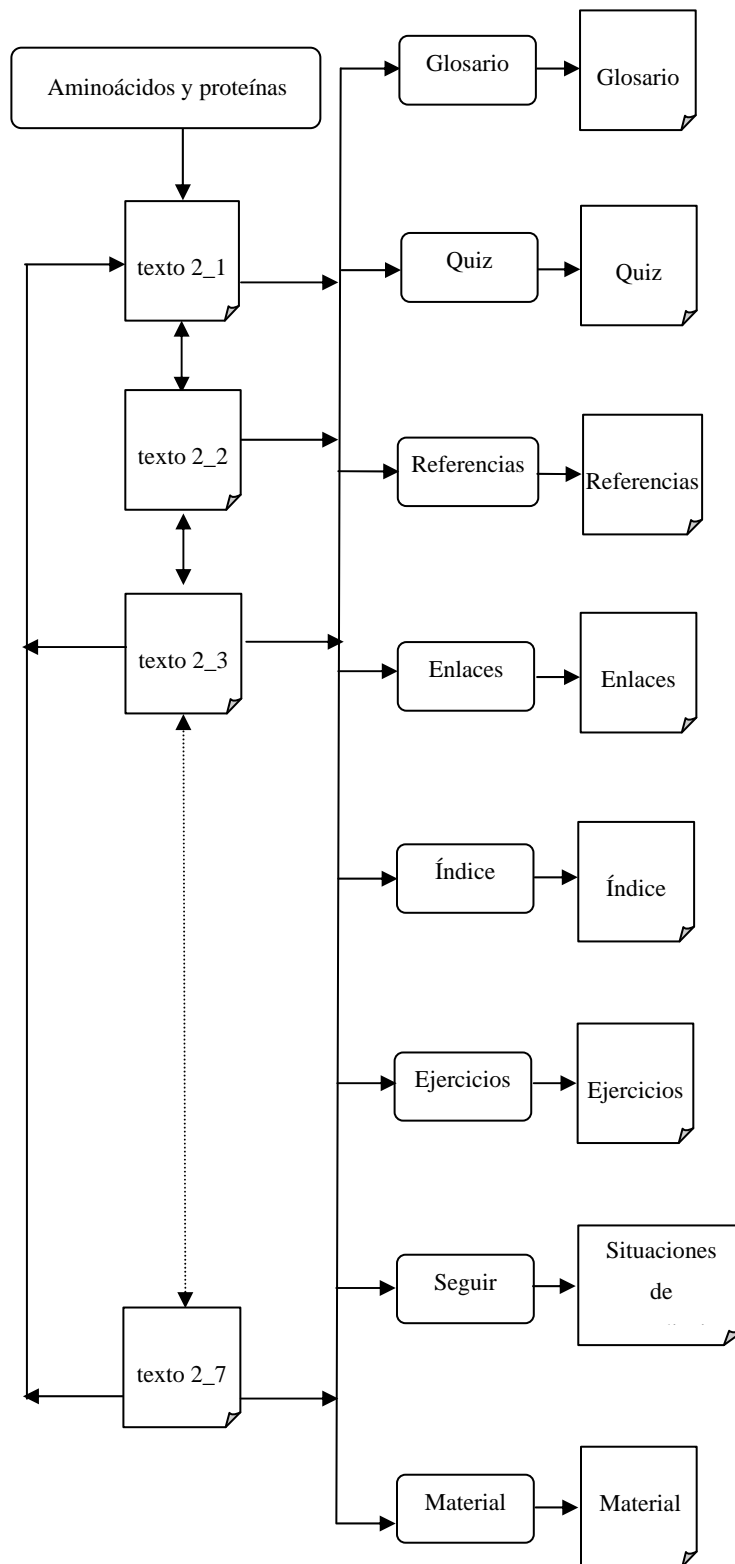 Aminoácidos y proteínas
texto 2_1
texto 2_2
texto 2_3
texto 2_7
Glosario
Glosario
Quiz
Quiz
Referencias
Referencias
Enlaces
Enlaces
Índice
Índice
Ejercicios
Ejercicios
Seguir
Situaciones
de
Material
Material